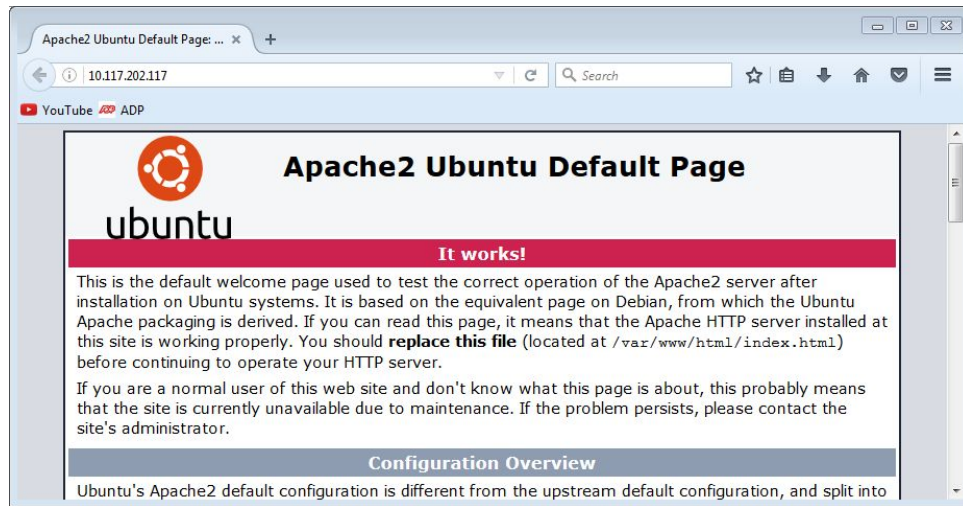 Apache2 Ubuntu Default Page: ...
10.117.202.117
Search
YouTube
ADP
Apache2 Ubuntu Default Page
ubuntu
It works!
This is the default welcome page used to test the correct operation of the Apache2 server after
installation on Ubuntu systems. It is based on the equivalent page on Debian, from which the Ubuntu
Apache packaging is derived. If you can read this page, it means that the Apache HTTP server installed at
this site is working properly. You should replace this file (located at /var/www/html/index.html)
before continuing to operate your HTTP server.
If you are a normal user of this web site and don't know what this page is about, this probably means
that the site is currently unavailable due to maintenance. If the problem persists, please contact the
site's administrator.
Configuration Overview
Ubuntu's Apache2 default configuration is different from the upstream default configuration, and split into